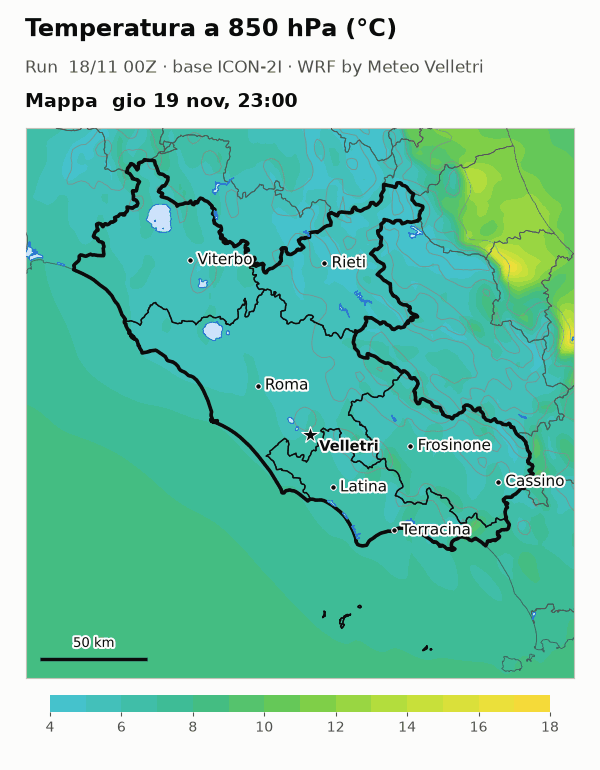 Temperatura a 850 hPa (°C)
Run  18/11 00Z · base ICON-2I · WRF by Meteo Velletri
Mappa  gio 19 nov, 23:00
Viterbo
Rieti
Roma
Velletri
Frosinone
Latina
Cassino
Terracina
50 km
4 6 8 10 12 14 16 18